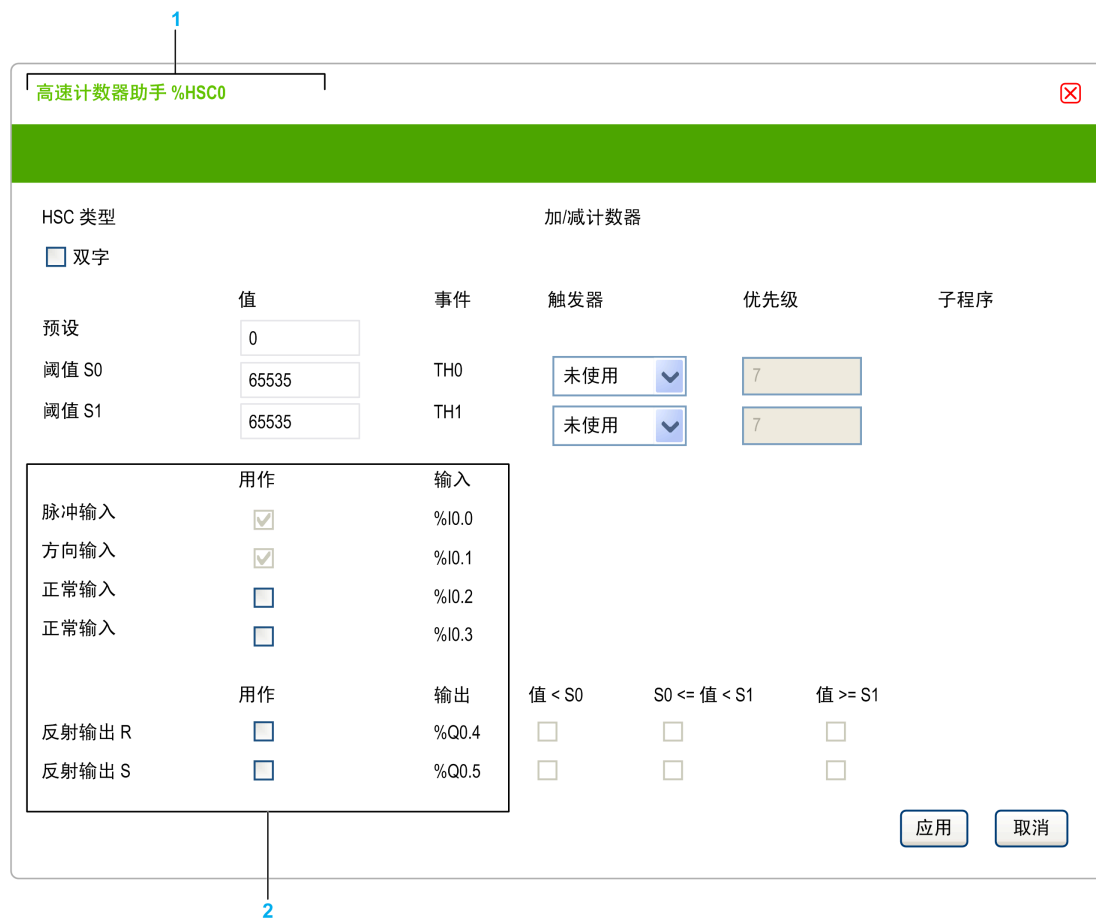 1
高速计数器助手 %HSC0
HSC 类型 加/减计数器
双字
值 事件 触发器 优先级 子程序
预设 0
阈值 S0 65535 TH0 未使用 7
阈值 S1 65535 TH1 未使用 7
用作 输入
脉冲输入 %I0.0
方向输入 %I0.1
正常输入 %I0.2
正常输入 %I0.3
用作 输出 值 < S0 S0 <= 值 < S1 值 >= S1
反射输出 R %Q0.4
反射输出 S %Q0.5
应用 取消
2